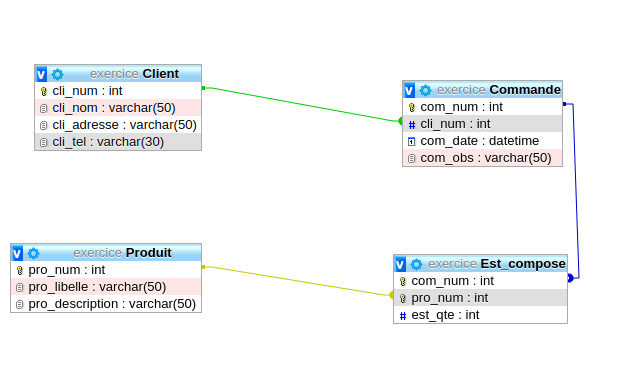 exercice Client
cli_num : int
cli_nom : varchar(50)
cli_adresse : varchar(50)
cli_tel : varchar(30)
exercice Commande
com_num : int
cli_num : int
com_date : datetime
com_obs : varchar(50)
exercice Produit
pro_num : int
pro_libelle : varchar(50)
pro_description : varchar(50)
exercice Est_compose
com_num : int
pro_num : int
est_qte : int